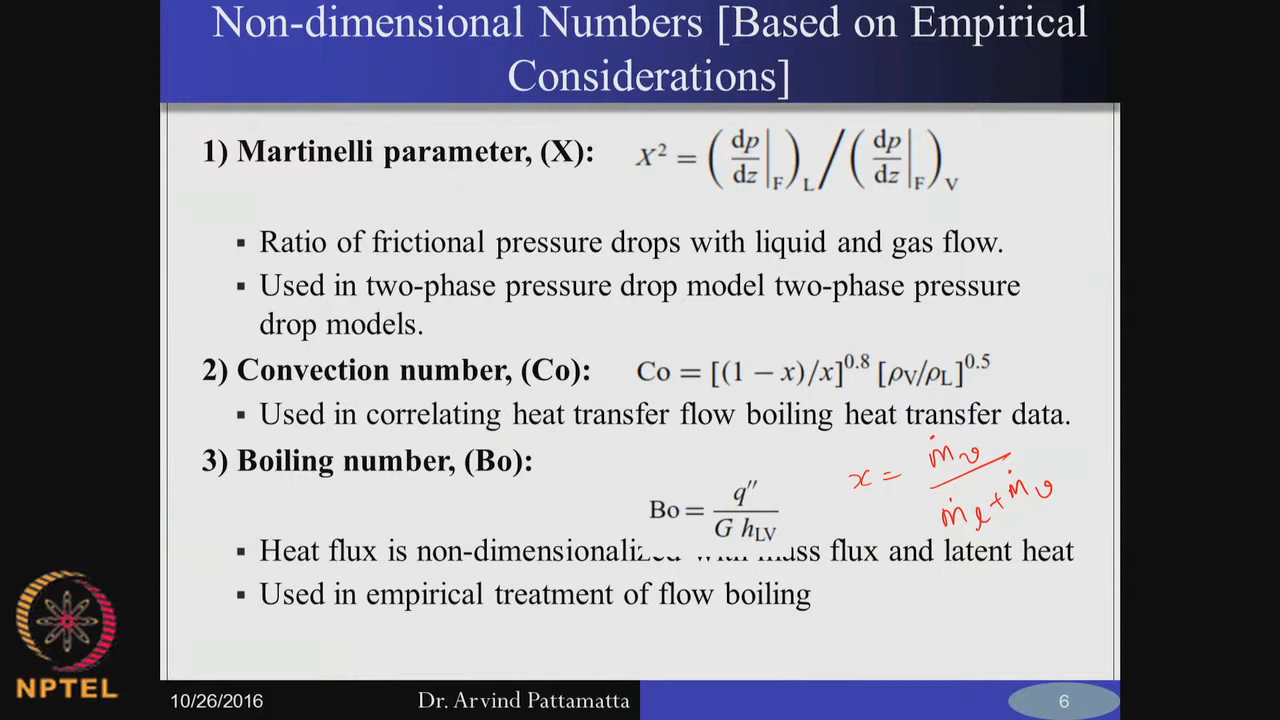 Non-dimensional Numbers [Based on Empirical
Considerations]
1) Martinelli parameter, (X): X² = (dp/dz|F)L / (dp/dz|F)V
▪ Ratio of frictional pressure drops with liquid and gas flow.
▪ Used in two-phase pressure drop model two-phase pressure
drop models.
2) Convection number, (Co): Co = [(1 − x)/x]^0.8 [ρV/ρL]^0.5
▪ Used in correlating heat transfer flow boiling heat transfer data.
3) Boiling number, (Bo):
x = ṁv / (ṁl + ṁv)
Bo = q″ / (G hLV)
▪ Heat flux is non-dimensionalized with mass flux and latent heat
▪ Used in empirical treatment of flow boiling
NPTEL
10/26/2016 Dr. Arvind Pattamatta 6